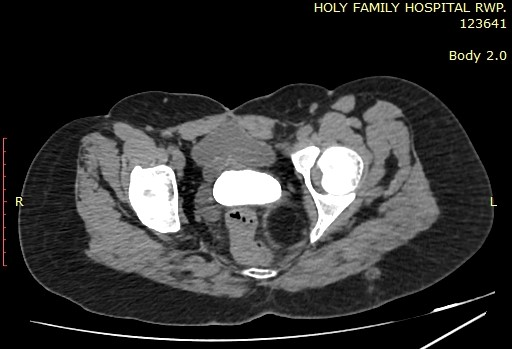 HOLY FAMILY HOSPITAL RWP.
123641
Body 2.0
R
L